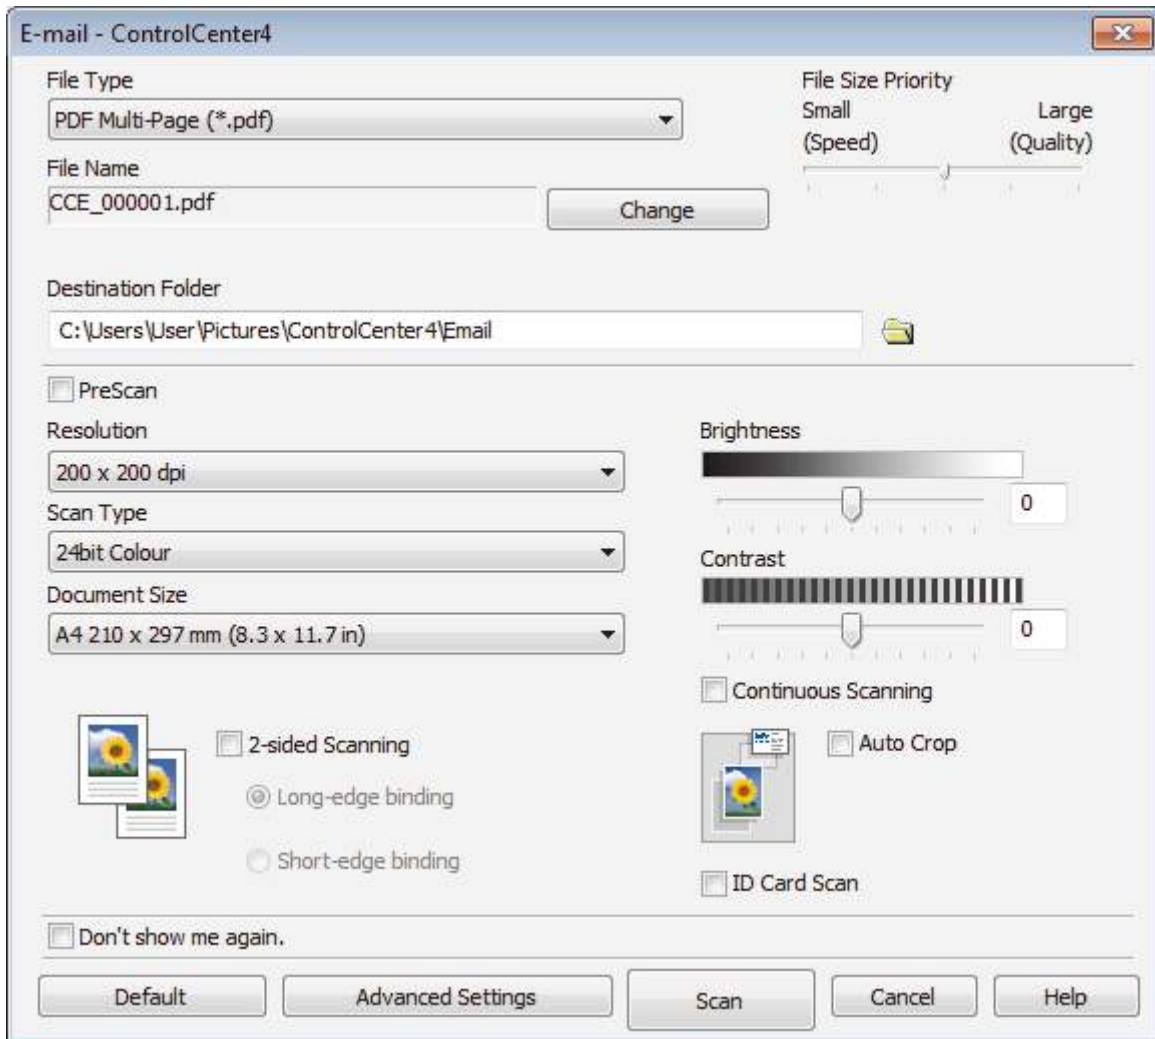 E-mail - ControlCenter4
File Type
PDF Multi-Page (*.pdf)
File Name
CCE_000001.pdf
Change
File Size Priority
Small Large
(Speed) (Quality)
Destination Folder
C:\Users\User\Pictures\ControlCenter4\Email
PreScan
Resolution
200 x 200 dpi
Scan Type
24bit Colour
Document Size
A4 210 x 297 mm (8.3 x 11.7 in)
Brightness
0
Contrast
0
Continuous Scanning
2-sided Scanning
Long-edge binding
Short-edge binding
Auto Crop
ID Card Scan
Don't show me again.
Default Advanced Settings Scan Cancel Help